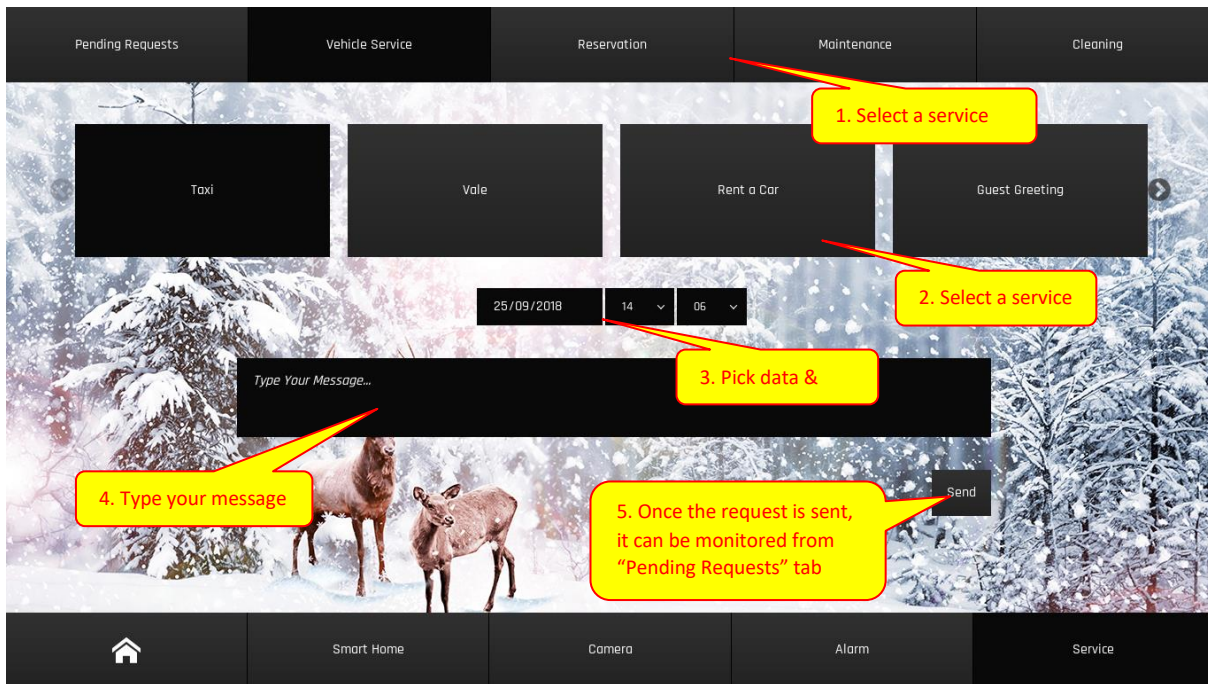 Pending Requests
Vehicle Service
Reservation
Maintenance
Cleaning
1. Select a service
Taxi
Vale
Rent a Car
Guest Greeting
2. Select a service
25/09/2018
14
06
3. Pick data &
Type Your Message...
4. Type your message
Send
5. Once the request is sent,
it can be monitored from
“Pending Requests” tab
Smart Home
Camera
Alarm
Service